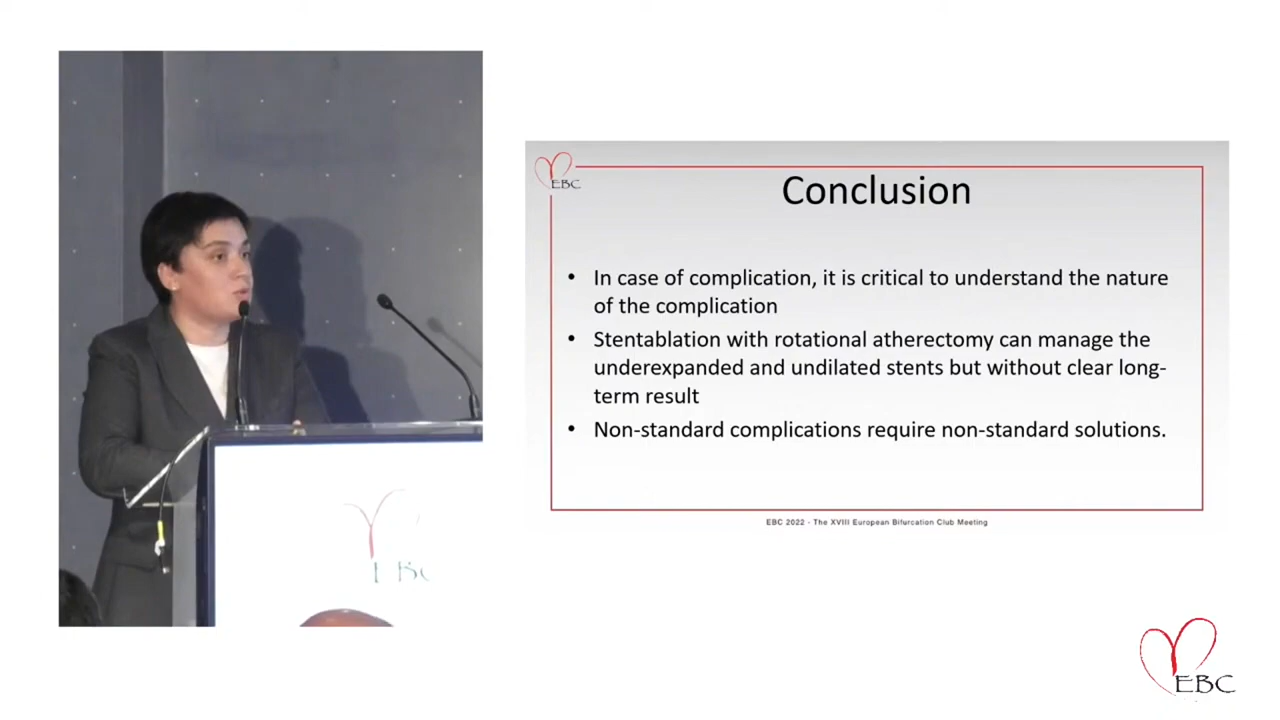 EBC
Conclusion
• In case of complication, it is critical to understand the nature
of the complication
• Stentablation with rotational atherectomy can manage the
underexpanded and undilated stents but without clear long-
term result
• Non-standard complications require non-standard solutions.
EBC 2022 - The XVIII European Bifurcation Club Meeting
EBC
EBC